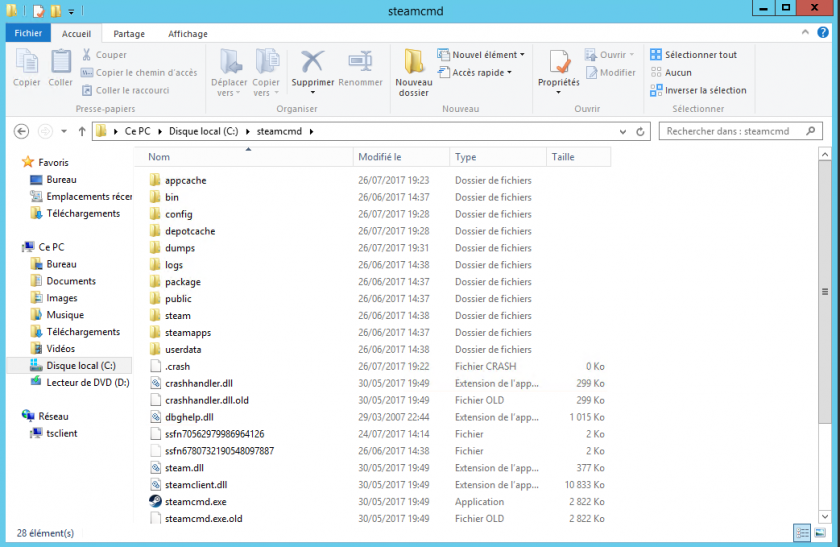 steamcmd
Fichier Accueil Partage Affichage
Copier Coller Couper Copier le chemin d'accès Coller le raccourci
Presse-papiers
Déplacer vers Copier vers Supprimer Renommer
Organiser
Nouveau dossier Nouvel élément Accès rapide
Nouveau
Propriétés Ouvrir Modifier
Ouvrir
Sélectionner tout
Aucun
Inverser la sélection
Sélectionner
Ce PC Disque local (C:) steamcmd
Rechercher dans : steamcmd
Favoris
Bureau
Emplacements récer
Téléchargements
Ce PC
Bureau
Documents
Images
Musique
Téléchargements
Vidéos
Disque local (C:)
Lecteur de DVD (D:)
Réseau
tsclient
Nom Modifié le Type Taille
appcache 26/07/2017 19:23 Dossier de fichiers
bin 26/06/2017 14:37 Dossier de fichiers
config 26/07/2017 19:28 Dossier de fichiers
depotcache 26/07/2017 19:28 Dossier de fichiers
dumps 26/07/2017 19:31 Dossier de fichiers
logs 26/06/2017 14:38 Dossier de fichiers
package 26/06/2017 14:37 Dossier de fichiers
public 26/06/2017 14:37 Dossier de fichiers
steam 26/06/2017 14:38 Dossier de fichiers
steamapps 26/06/2017 14:37 Dossier de fichiers
userdata 26/06/2017 14:38 Dossier de fichiers
.crash 26/07/2017 19:22 Fichier CRASH 0 Ko
crashhandler.dll 30/05/2017 19:49 Extension de l'app... 299 Ko
crashhandler.dll.old 30/05/2017 19:49 Fichier OLD 299 Ko
dbghelp.dll 29/03/2007 22:44 Extension de l'app... 1 015 Ko
ssfn70562979986964126 24/07/2017 14:14 Fichier 2 Ko
ssfn6780732190548097887 26/06/2017 14:38 Fichier 2 Ko
steam.dll 30/05/2017 19:49 Extension de l'app... 377 Ko
steamclient.dll 30/05/2017 19:49 Extension de l'app... 10 833 Ko
steamcmd.exe 30/05/2017 19:49 Application 2 822 Ko
steamcmd.exe.old 30/05/2017 19:49 Fichier OLD 2 822 Ko
28 élément(s)